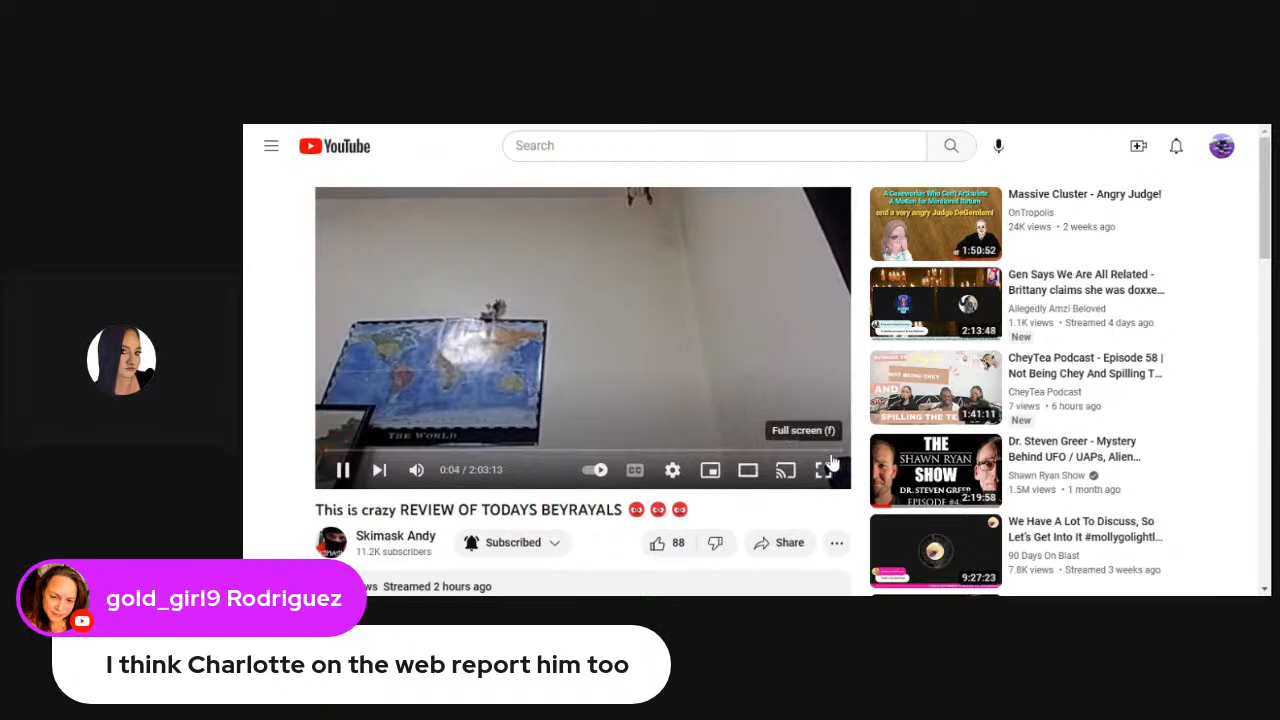 YouTube
Search
THE WORLD
Full screen (f)
0:04 / 2:03:13
This is crazy REVIEW OF TODAYS BEYRAYALS
Skimask Andy
11.2K subscribers
Subscribed
88
Share
Streamed 2 hours ago
A Caseworker Who Can't Articulate
A Motion for Monitored Return
and a very angry Judge DeGerolami
1:50:52
Massive Cluster - Angry Judge!
OnTropolis
24K views • 2 weeks ago
2:13:48
Gen Says We Are All Related -
Brittany claims she was doxxe...
Allegedly Amzi Beloved
1.1K views • Streamed 4 days ago
New
NOT BEING CHEY
AND
SPILLING THE TEA
1:41:11
CheyTea Podcast - Episode 58 |
Not Being Chey And Spilling T...
CheyTea Podcast
7 views • 6 hours ago
New
THE
SHAWN RYAN
SHOW
DR. STEVEN GREER
EPISODE #4
2:19:58
Dr. Steven Greer - Mystery
Behind UFO / UAPs, Alien...
Shawn Ryan Show
1.5M views • 1 month ago
9:27:23
We Have A Lot To Discuss, So
Let's Get Into It #mollygolightl...
90 Days On Blast
7.8K views • Streamed 3 weeks ago
gold_girl9 Rodriguez
I think Charlotte on the web report him too